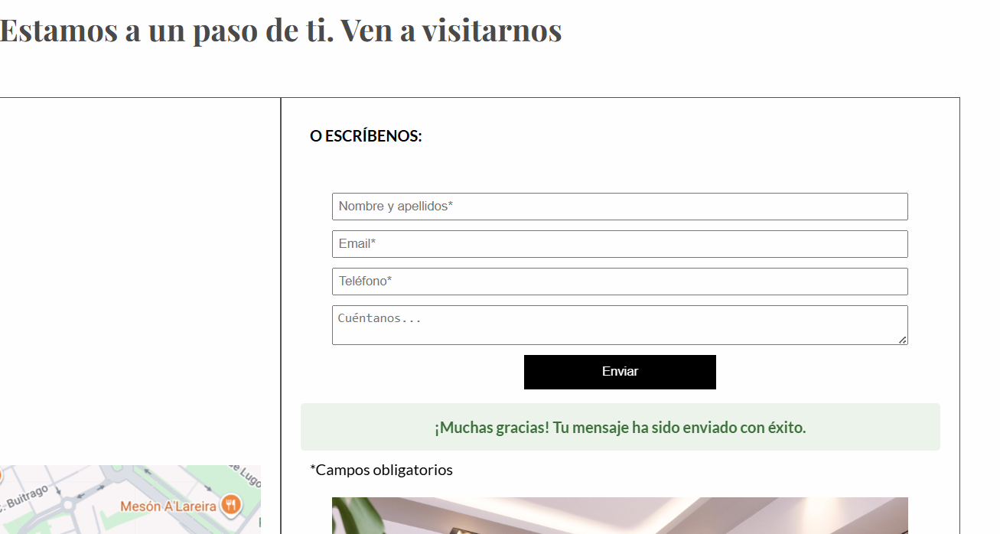 Estamos a un paso de ti. Ven a visitarnos
O ESCRÍBENOS:
Nombre y apellidos*
Email*
Teléfono*
Cuéntanos...
Enviar
¡Muchas gracias! Tu mensaje ha sido enviado con éxito.
*Campos obligatorios
Buitrago
Mesón A'Lareira
de Lugo